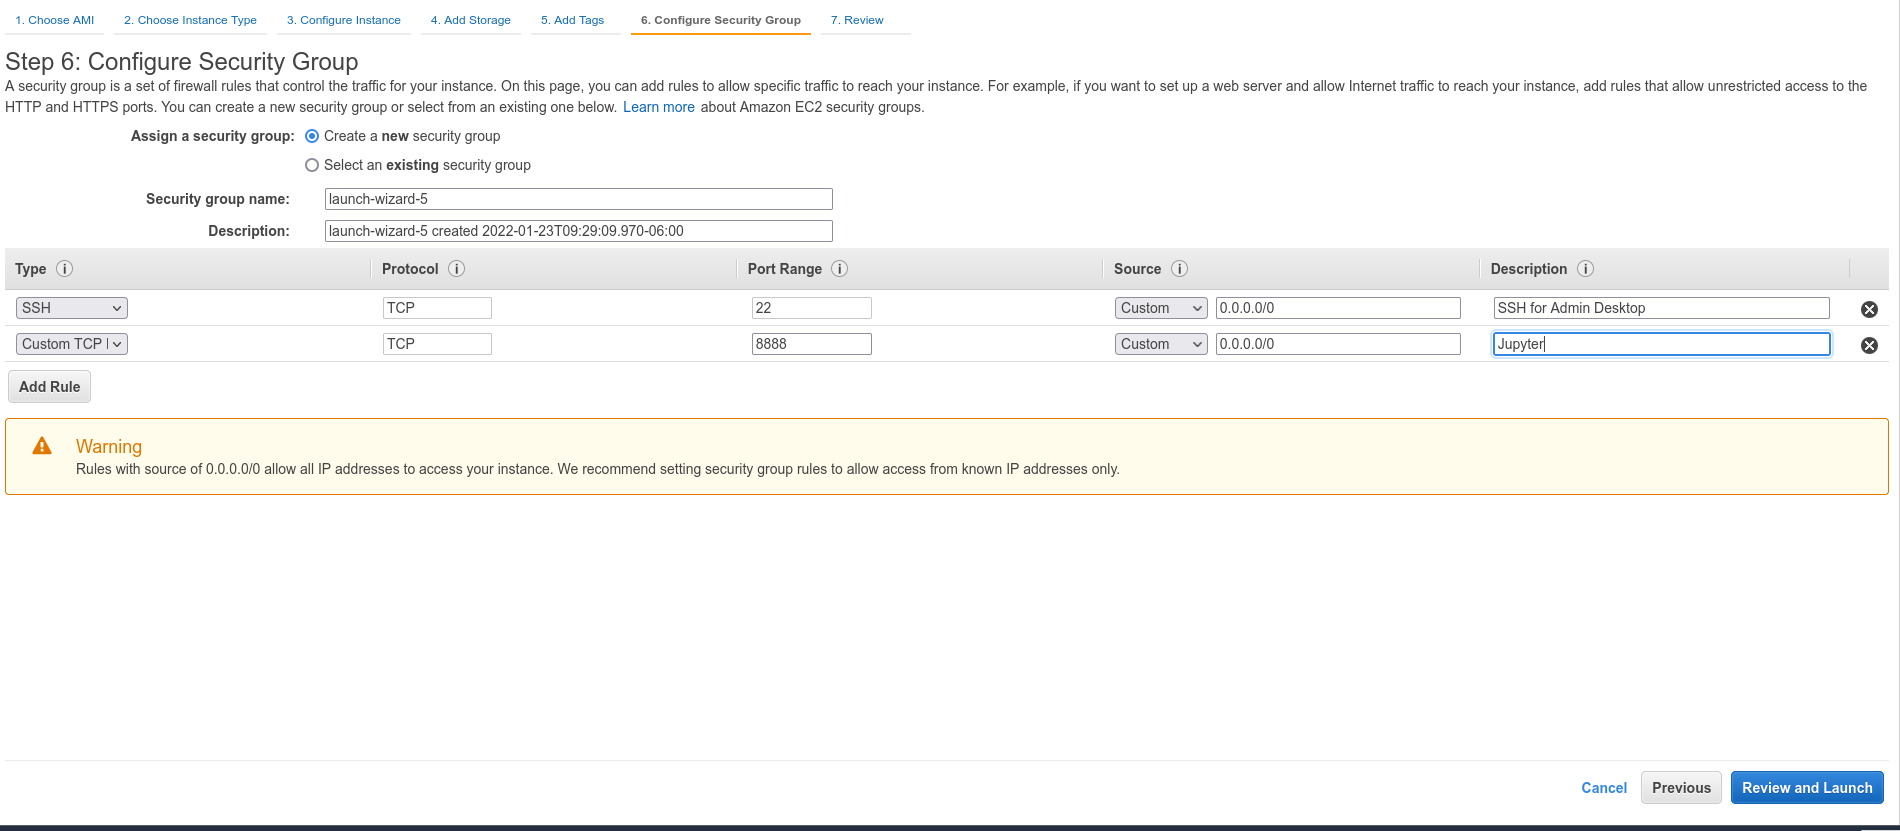 1. Choose AMI 2. Choose Instance Type 3. Configure Instance 4. Add Storage 5. Add Tags 6. Configure Security Group 7. Review
Step 6: Configure Security Group
A security group is a set of firewall rules that control the traffic for your instance. On this page, you can add rules to allow specific traffic to reach your instance. For example, if you want to set up a web server and allow Internet traffic to reach your instance, add rules that allow unrestricted access to the
HTTP and HTTPS ports. You can create a new security group or select from an existing one below. Learn more about Amazon EC2 security groups.
Assign a security group: Create a new security group
Select an existing security group
Security group name: launch-wizard-5
Description: launch-wizard-5 created 2022-01-23T09:29:09.970-06:00
Type i Protocol i Port Range i Source i Description i
SSH TCP 22 Custom 0.0.0.0/0 SSH for Admin Desktop
Custom TCP TCP 8888 Custom 0.0.0.0/0 Jupyter
Add Rule
Warning
Rules with source of 0.0.0.0/0 allow all IP addresses to access your instance. We recommend setting security group rules to allow access from known IP addresses only.
Cancel Previous Review and Launch